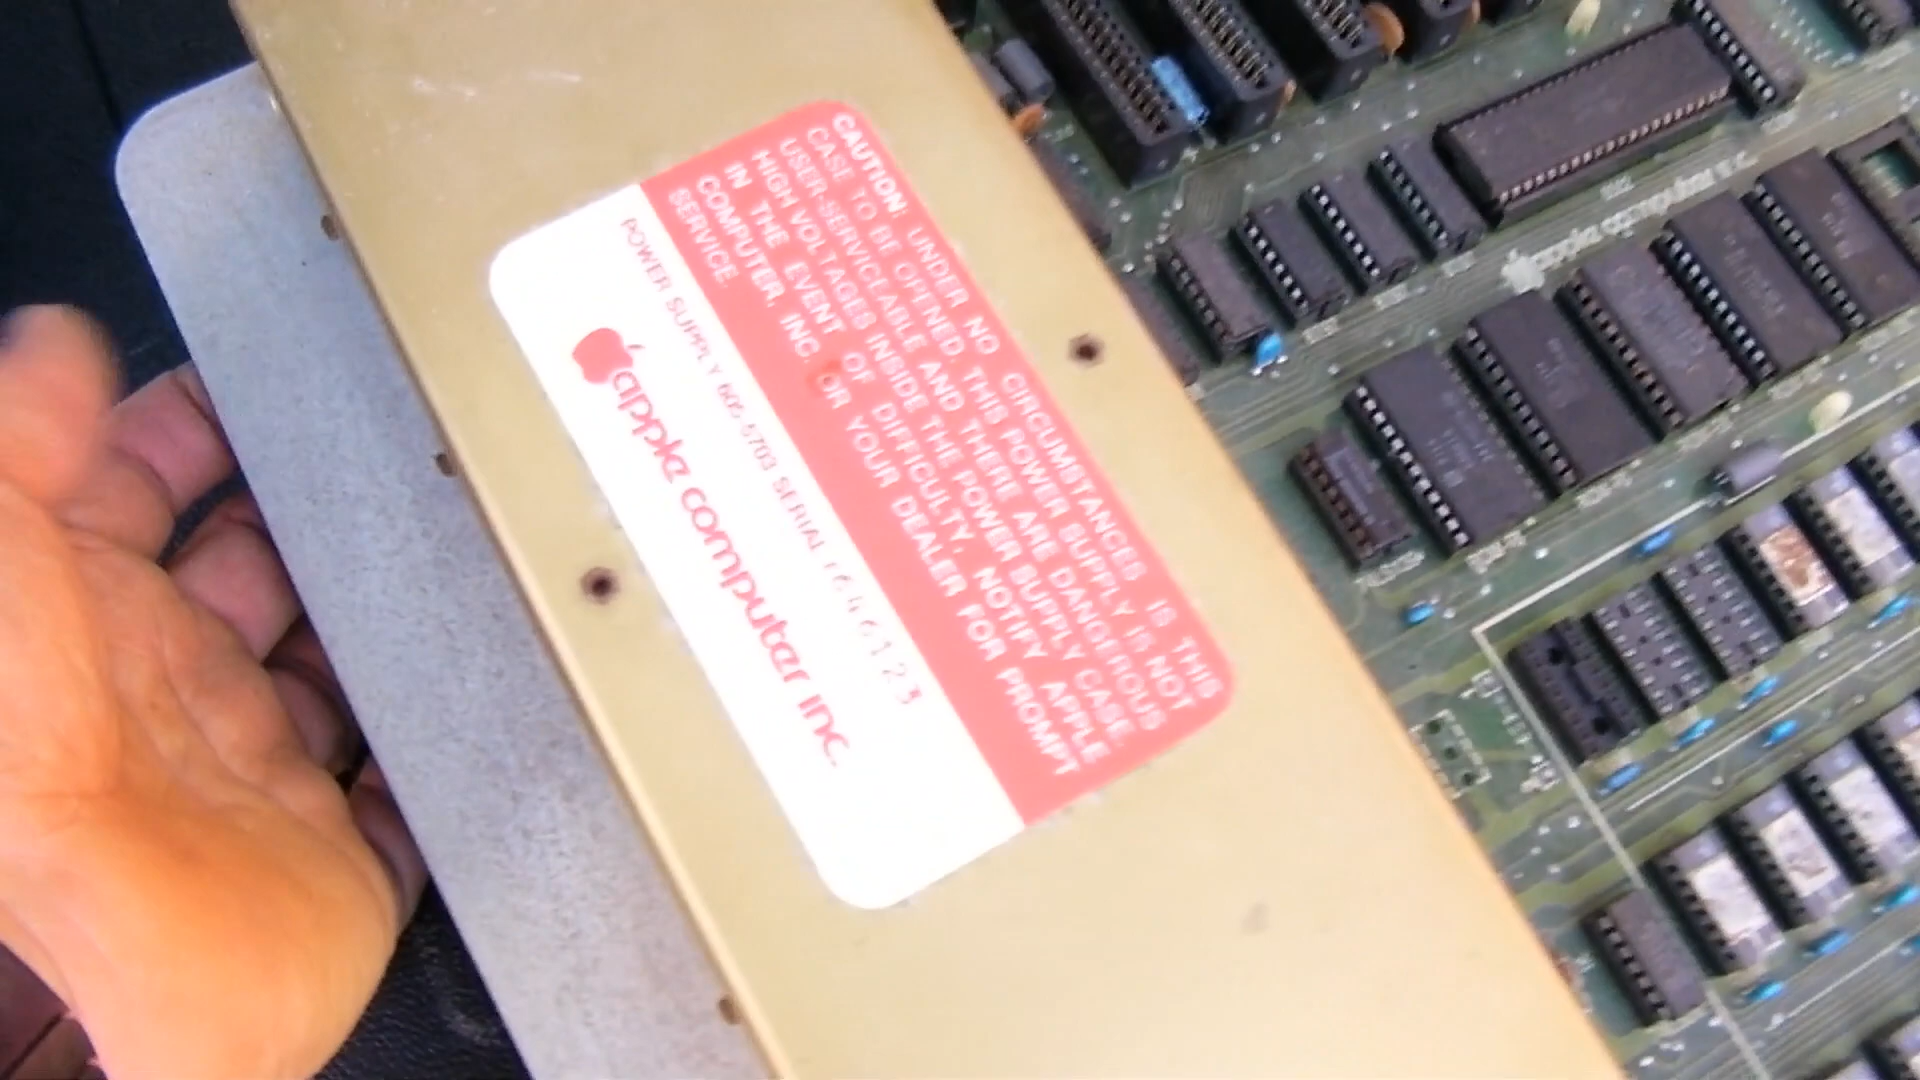 CAUTION: UNDER NO CIRCUMSTANCES IS THIS
CASE TO BE OPENED. THIS POWER SUPPLY IS NOT
USER-SERVICEABLE AND THERE ARE DANGEROUS
HIGH VOLTAGES INSIDE THE POWER SUPPLY CASE.
IN THE EVENT OF DIFFICULTY, NOTIFY APPLE
COMPUTER, INC. OR YOUR DEALER FOR PROMPT
SERVICE.
POWER SUPPLY 605-5703 SERIAL
apple computer inc.
apple computer